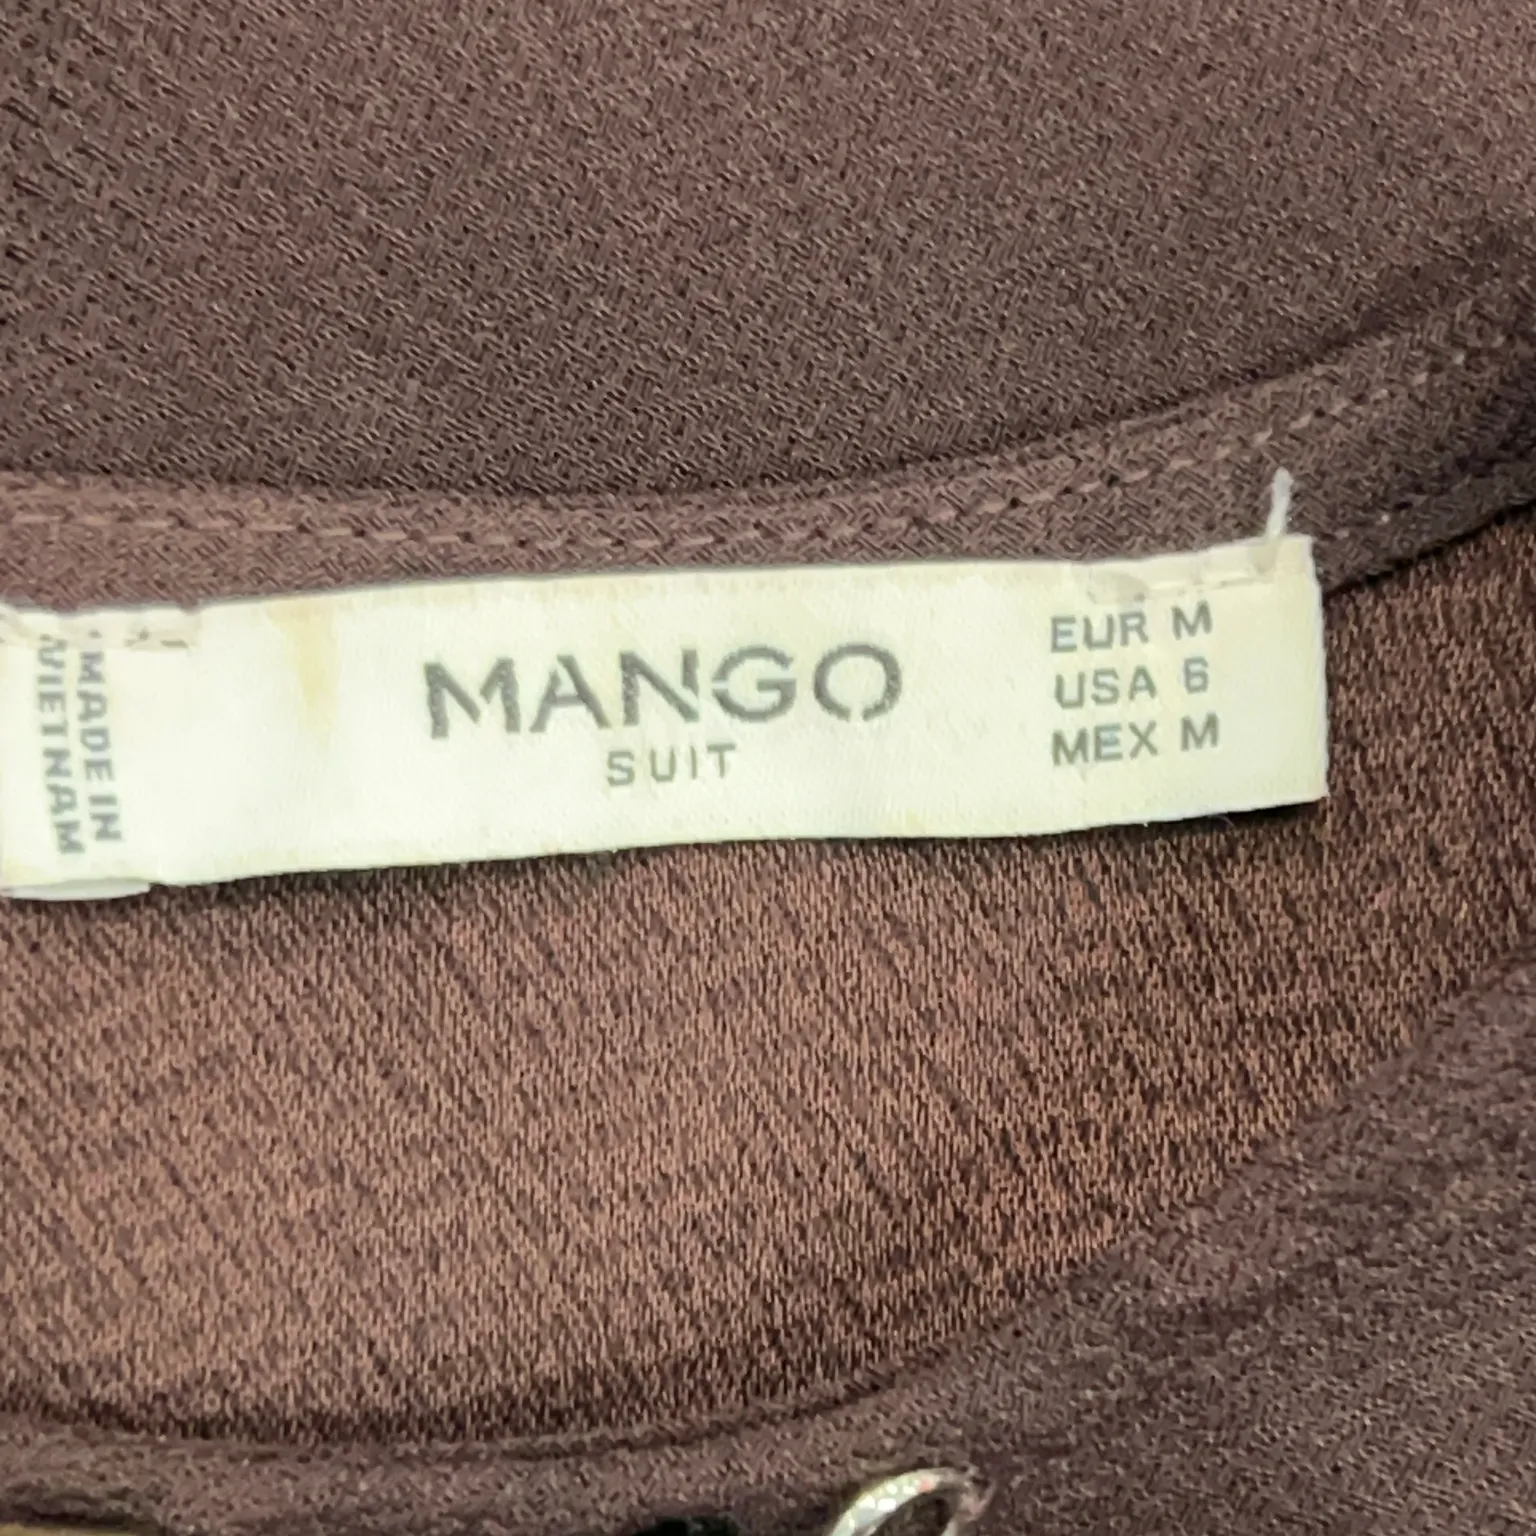 MADE IN
VIETNAM
MANGO
SUIT
EUR M
USA 6
MEX M